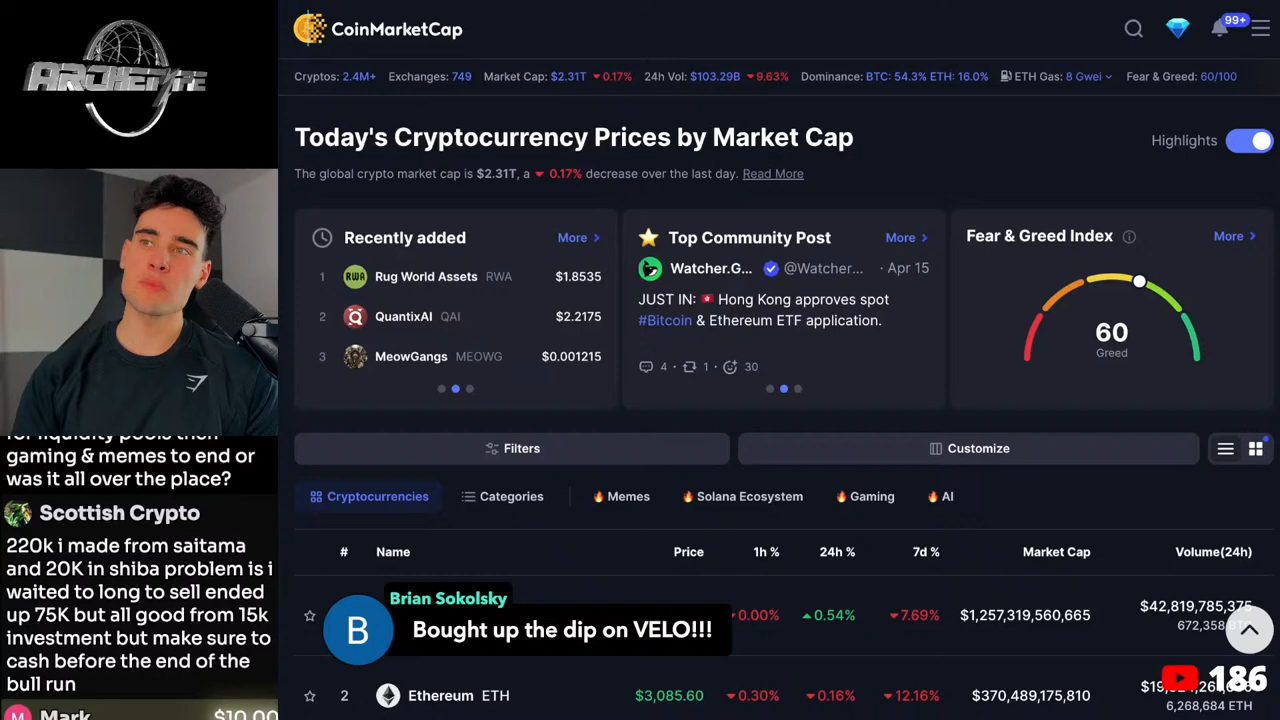 ARCHETYPE
CoinMarketCap
99+
Cryptos: 2.4M+ Exchanges: 749 Market Cap: $2.31T 0.17% 24h Vol: $103.29B 9.63% Dominance: BTC: 54.3% ETH: 16.0% ETH Gas: 8 Gwei Fear & Greed: 60/100
Today's Cryptocurrency Prices by Market Cap
Highlights
The global crypto market cap is $2.31T, a 0.17% decrease over the last day. Read More
Recently added
More >
1 RWA Rug World Assets RWA $1.8535
2 QuantixAI QAI $2.2175
3 MeowGangs MEOWG $0.001215
Top Community Post
More >
Watcher.G... @Watcher... · Apr 15
JUST IN: Hong Kong approves spot
#Bitcoin & Ethereum ETF application.
4 · 1 · 30
Fear & Greed Index
More >
60
Greed
Filters
Customize
Cryptocurrencies Categories Memes Solana Ecosystem Gaming AI
# Name Price 1h % 24h % 7d % Market Cap Volume(24h)
0.00% 0.54% 7.69% $1,257,319,560,665 $42,819,785,375
Brian Sokolsky
B Bought up the dip on VELO!!!
2 Ethereum ETH $3,085.60 0.30% 0.16% 12.16% $370,489,175,810
6,268,684 ETH
186
for liquidity pools then
gaming & memes to end or
was it all over the place?
Scottish Crypto
220k i made from saitama
and 20K in shiba problem is i
waited to long to sell ended
up 75K but all good from 15k
investment but make sure to
cash before the end of the
bull run
M Mark $10.00